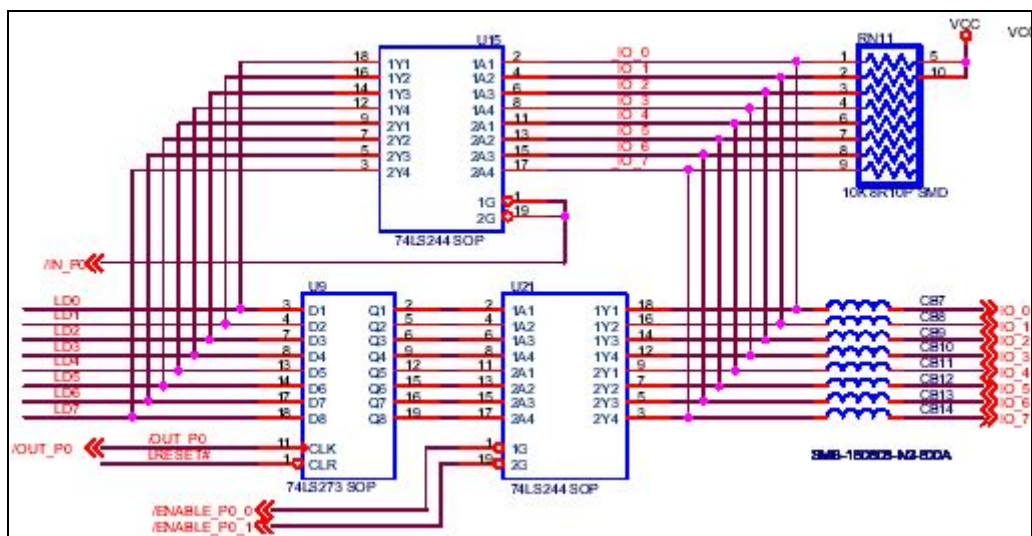 U15
RN11
VCC
VCC
18 1Y1 1A1 2 IO_0 1 5
16 1Y2 1A2 4 IO_1 2 10
14 1Y3 1A3 6 IO_2 3
12 1Y4 1A4 8 IO_3 4
9 2Y1 2A1 11 IO_4 6
7 2Y2 2A2 13 IO_5 7
5 2Y3 2A3 15 IO_6 8
3 2Y4 2A4 17 IO_7 9
1G 1
2G 19
10K 8R10P SMD
74LS244 SOP
/IN_P0
U9
U21
LD0 3 D1 Q1 2 2 1A1 1Y1 18 CB7 IO_0
LD1 4 D2 Q2 5 4 1A2 1Y2 16 CB8 IO_1
LD2 7 D3 Q3 6 6 1A3 1Y3 14 CB9 IO_2
LD3 8 D4 Q4 9 8 1A4 1Y4 12 CB10 IO_3
LD4 13 D5 Q5 12 11 2A1 2Y1 9 CB11 IO_4
LD5 14 D6 Q6 15 13 2A2 2Y2 7 CB12 IO_5
LD6 17 D7 Q7 16 15 2A3 2Y3 5 CB13 IO_6
LD7 18 D8 Q8 19 17 2A4 2Y4 3 CB14 IO_7
/OUT_P0 /OUT_P0 11 CLK 1 1G
LRESET# 1 CLR 19 2G
74LS273 SOP
74LS244 SOP
/ENABLE_P0_0
/ENABLE_P0_1